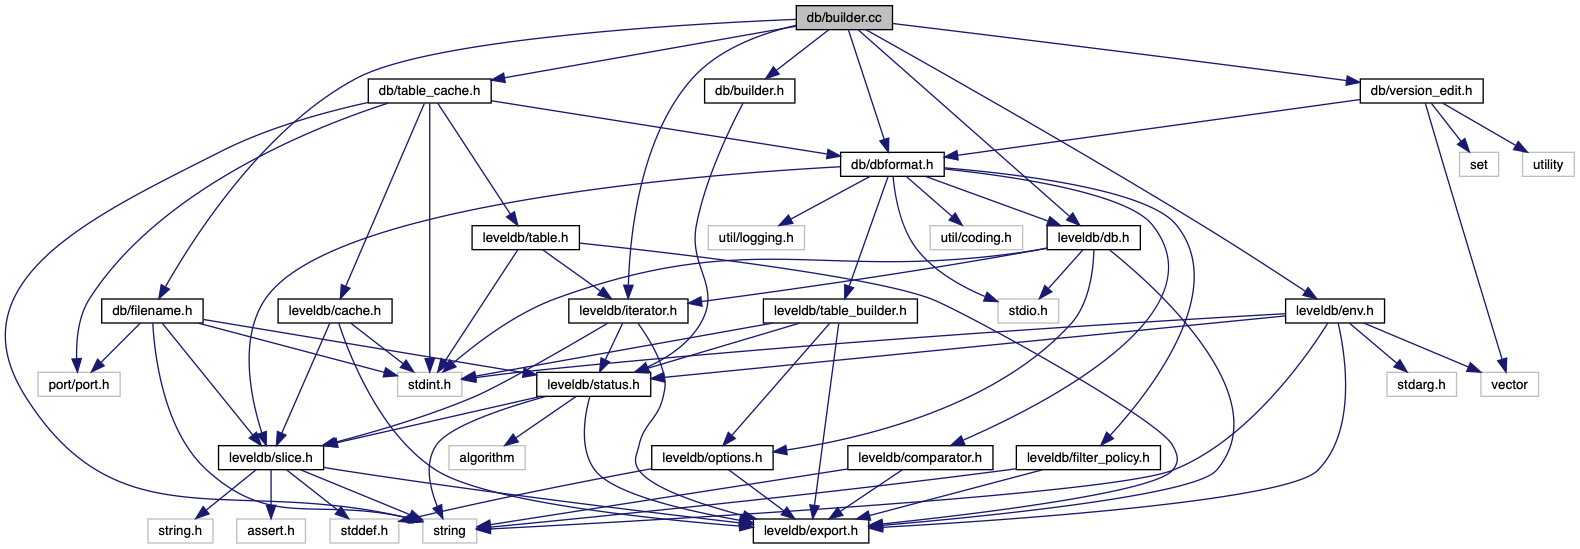 db/builder.cc
db/table_cache.h
db/builder.h
db/version_edit.h
db/dbformat.h
set
utility
leveldb/table.h
util/logging.h
util/coding.h
leveldb/db.h
db/filename.h
leveldb/cache.h
leveldb/iterator.h
leveldb/table_builder.h
stdio.h
leveldb/env.h
port/port.h
stdint.h
leveldb/status.h
stdarg.h
vector
leveldb/slice.h
algorithm
leveldb/options.h
leveldb/comparator.h
leveldb/filter_policy.h
string.h
assert.h
stddef.h
string
leveldb/export.h